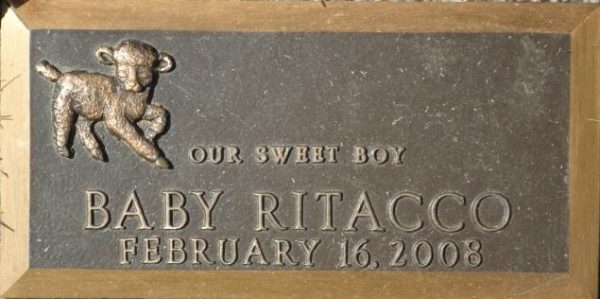 OUR SWEET BOY
BABY RITACCO
FEBRUARY 16, 2008